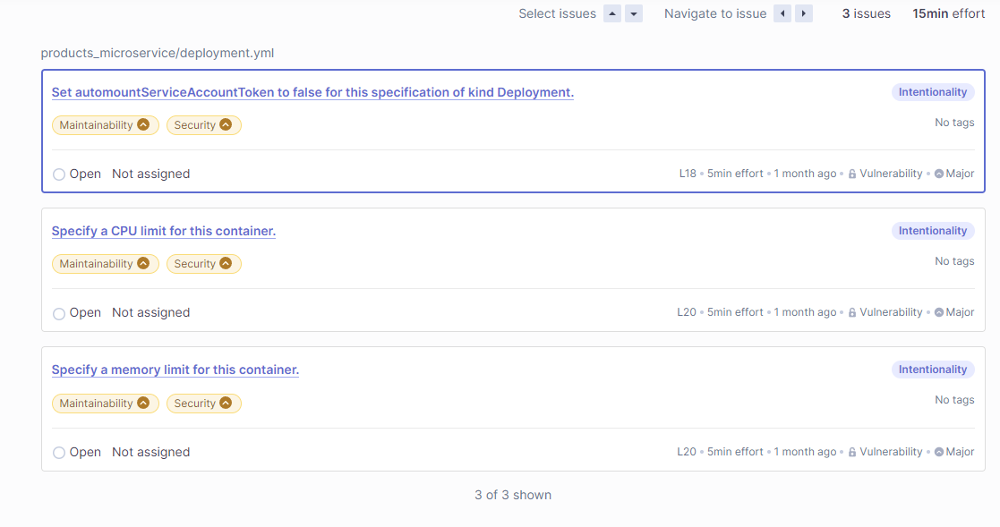 Select issues Navigate to issue 3 issues 15min effort
products_microservice/deployment.yml
Set automountServiceAccountToken to false for this specification of kind Deployment. Intentionality
Maintainability Security No tags
Open Not assigned L18 • 5min effort • 1 month ago • Vulnerability • Major
Specify a CPU limit for this container. Intentionality
Maintainability Security No tags
Open Not assigned L20 • 5min effort • 1 month ago • Vulnerability • Major
Specify a memory limit for this container. Intentionality
Maintainability Security No tags
Open Not assigned L20 • 5min effort • 1 month ago • Vulnerability • Major
3 of 3 shown